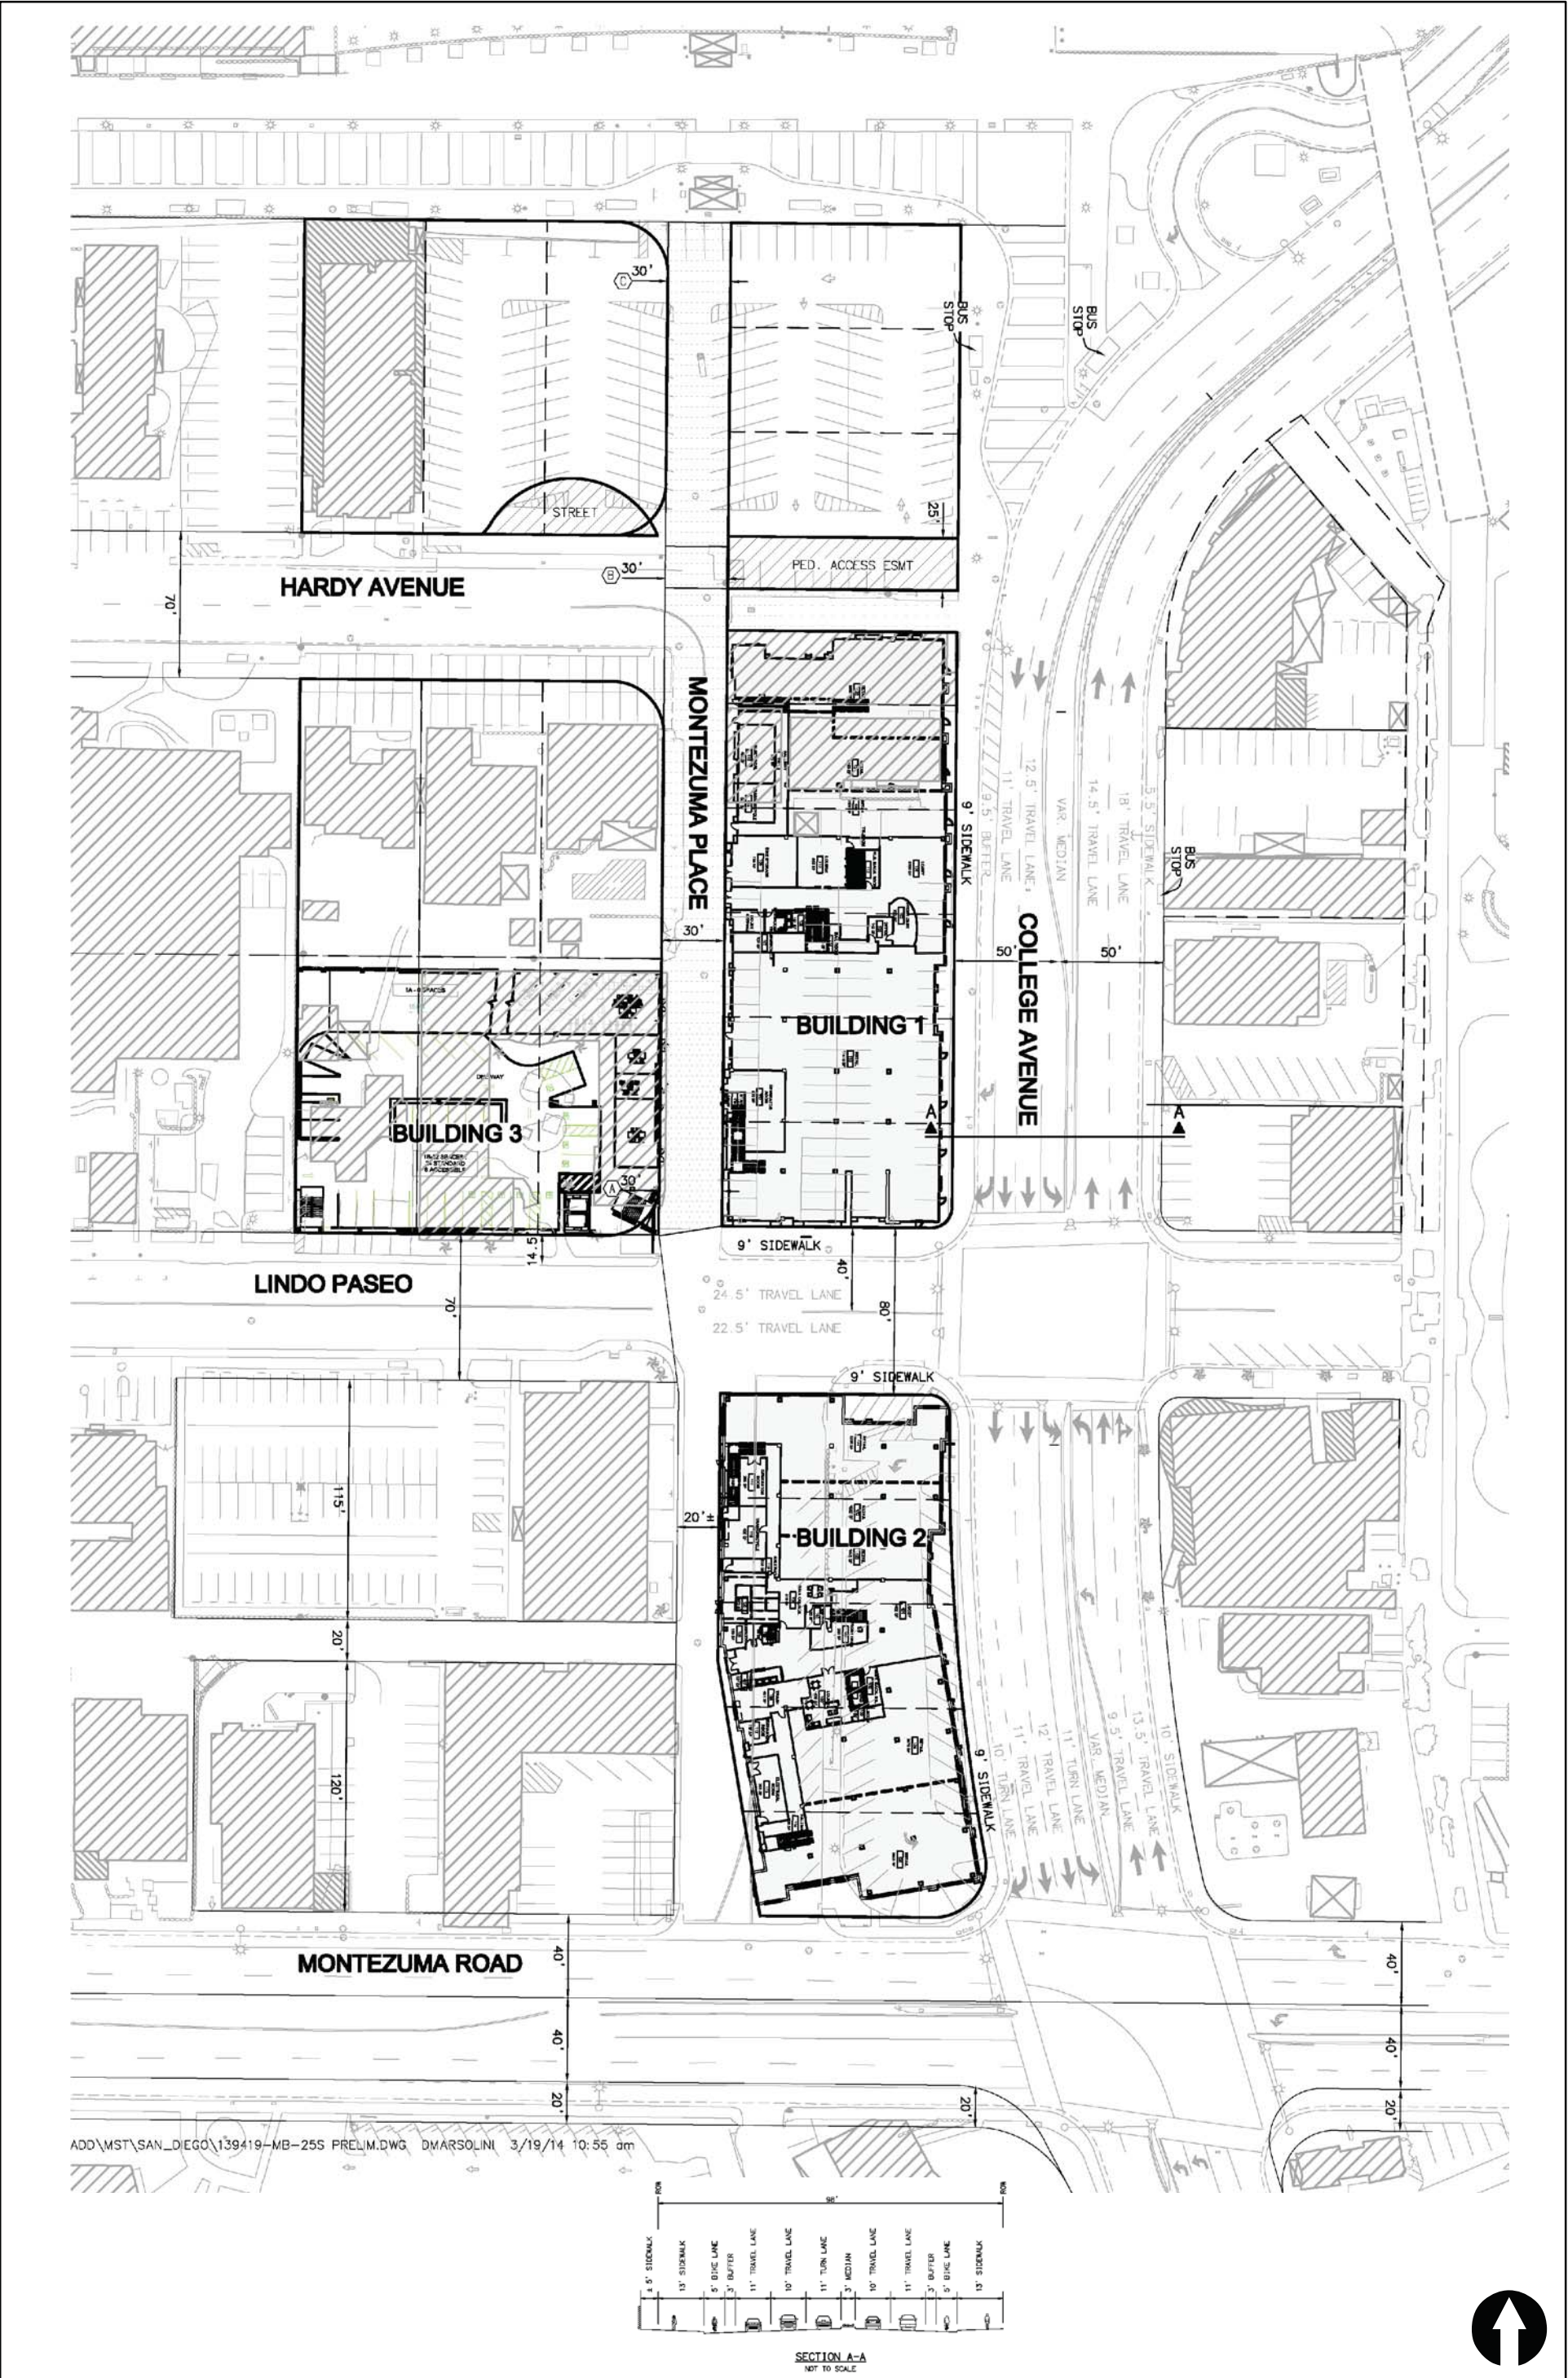 30'
C
BUS
STOP
BUS
STOP
STREET
25'
PED. ACCESS ESMT
B
30'
HARDY AVENUE
70'
MONTEZUMA PLACE
9' SIDEWALK
9.5' BUFFER
11' TRAVEL LANE
12.5' TRAVEL LANE
VAR. MEDIAN
14.5' TRAVEL LANE
18' TRAVEL LANE
5.5' SIDEWALK
BUS
STOP
30'
COLLEGE AVENUE
50'
50'
BUILDING 1
A
A
BUILDING 3
A
30'
14.5'
9' SIDEWALK
LINDO PASEO
70'
24.5' TRAVEL LANE
22.5' TRAVEL LANE
40'
80'
9' SIDEWALK
115'
20'±
BUILDING 2
20'
120'
9' SIDEWALK
10' TURN LANE
11' TRAVEL LANE
12' TRAVEL LANE
11' TURN LANE
VAR. MEDIAN
9.5' TRAVEL LANE
13.5' TRAVEL LANE
10' SIDEWALK
MONTEZUMA ROAD
40'
40'
40'
40'
20'
20'
20'
ADD\MST\SAN_DIEGO\139419-MB-25S PRELIM.DWG DMARSOLINI 3/19/14 10:55 am
ROW
98'
ROW
± 5' SIDEWALK
13' SIDEWALK
5' BIKE LANE
3' BUFFER
11' TRAVEL LANE
10' TRAVEL LANE
11' TURN LANE
3' MEDIAN
10' TRAVEL LANE
11' TRAVEL LANE
3' BUFFER
5' BIKE LANE
13' SIDEWALK
SECTION A-A
NOT TO SCALE